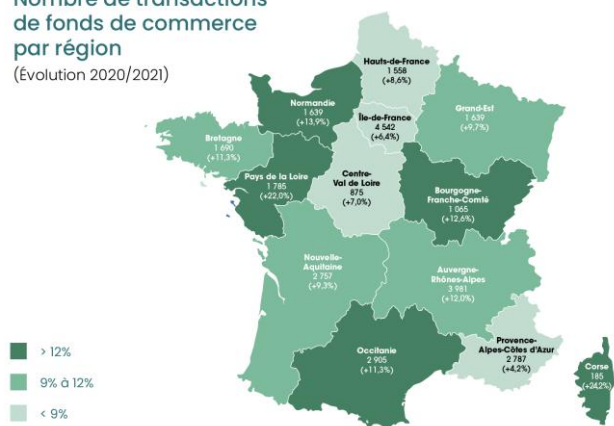 Nombre de transactions
de fonds de commerce
par région
(Évolution 2020/2021)
Hauts-de-France
1 558
(+8,6%)
Normandie
1 639
(+13,9%)
Île-de-France
4 542
(+6,4%)
Grand-Est
1 639
(+9,7%)
Bretagne
1 690
(+11,3%)
Pays de la Loire
1 785
(+22,0%)
Centre-
Val de Loire
875
(+7,0%)
Bourgogne-
Franche-Comté
1 065
(+12,6%)
Nouvelle-
Aquitaine
2 757
(+9,3%)
Auvergne-
Rhônes-Alpes
3 981
(+12,0%)
Occitanie
2 905
(+11,3%)
Provence-
Alpes-Côtes d'Azur
2 787
(+4,2%)
Corse
185
(+24,2%)
> 12%
9% à 12%
< 9%